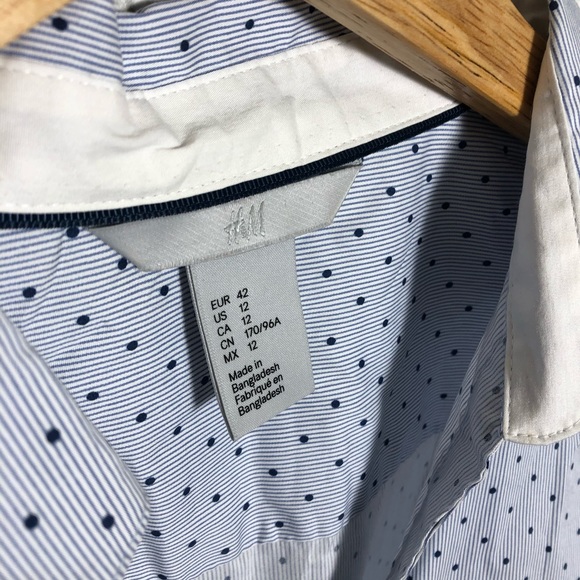 H&M
EUR 42
US 12
CA 12
CN 170/96A
MX 12
Made in
Bangladesh
Fabriqué en
Bangladesh